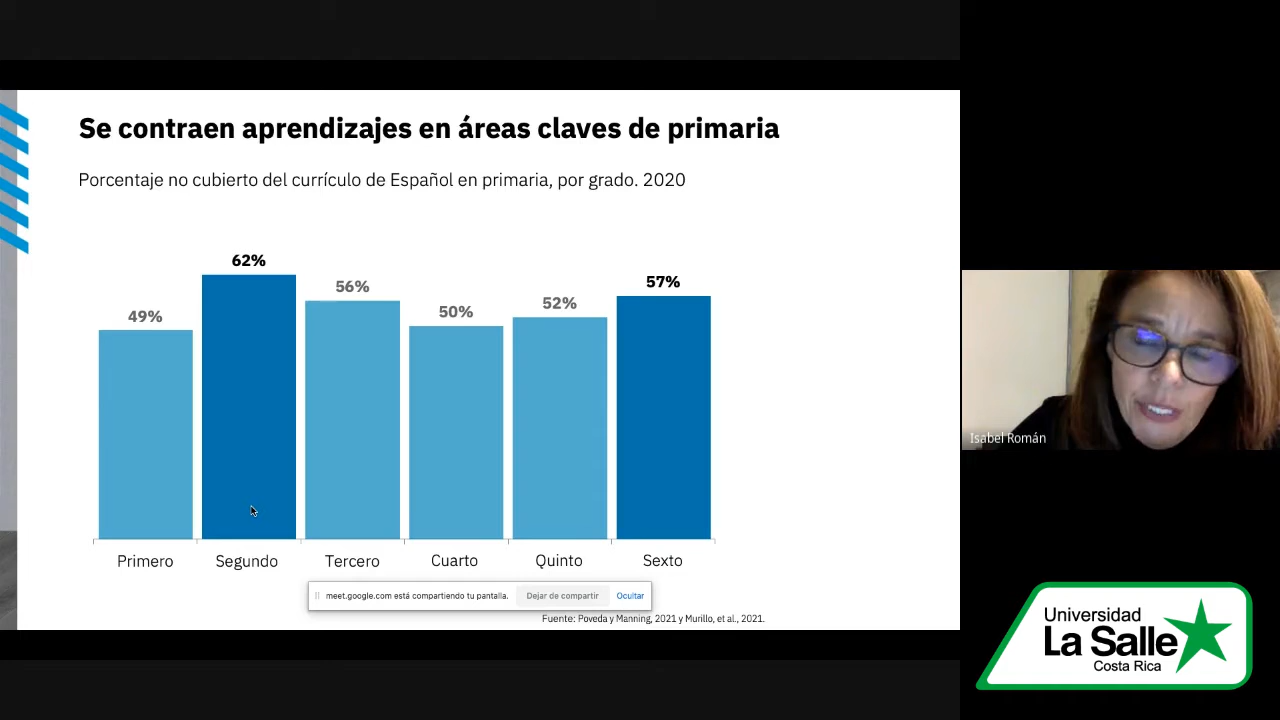 Se contraen aprendizajes en áreas claves de primaria
Porcentaje no cubierto del currículo de Español en primaria, por grado. 2020
49%
62%
56%
50%
52%
57%
Primero
Segundo
Tercero
Cuarto
Quinto
Sexto
meet.google.com está compartiendo tu pantalla.
Dejar de compartir
Ocultar
Fuente: Poveda y Manning, 2021 y Murillo, et al., 2021.
Isabel Román
Universidad
La Salle
Costa Rica